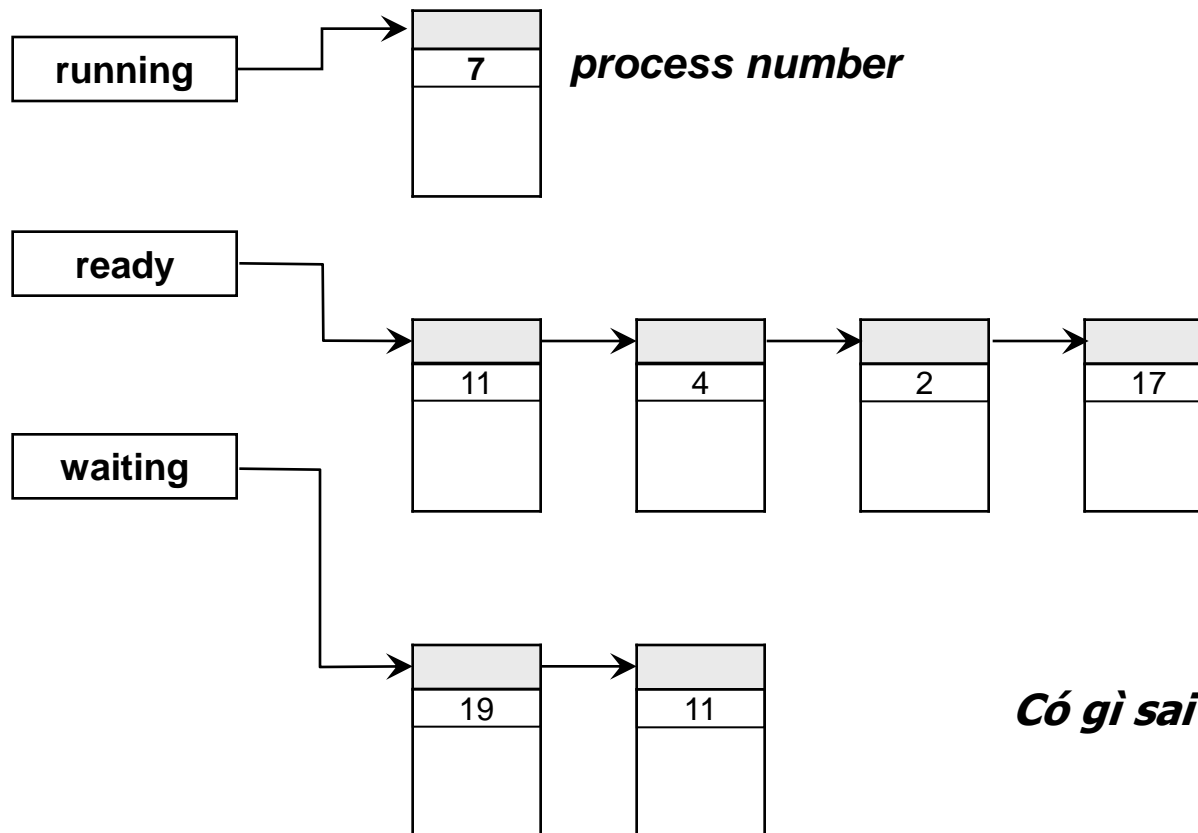 running
7
process number
ready
11
4
2
17
waiting
19
11
Có gì sai